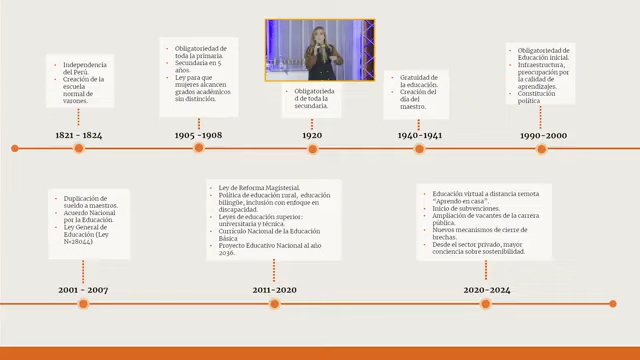 • Independencia
del Perú.
• Creación de la
escuela
normal de
varones.
1821 - 1824
• Obligatoriedad de
toda la primaria.
• Secundaria en 5
años.
• Ley para que
mujeres alcancen
grados académicos
sin distinción.
1905 -1908
• Obligatorieda
d de toda la
secundaria.
1920
• Gratuidad de
la educación.
• Creación del
día del
maestro.
1940-1941
• Obligatoriedad de
Educación inicial.
• Infraestructura,
preocupación por
la calidad de
aprendizajes.
• Constitución
política
1990-2000
• Duplicación de
sueldo a maestros.
• Acuerdo Nacional
por la Educación.
• Ley General de
Educación (Ley
N°28044)
2001 - 2007
• Ley de Reforma Magisterial.
• Política de educación rural, educación
bilingüe, inclusión con enfoque en
discapacidad.
• Leyes de educación superior:
universitaria y técnica.
• Currículo Nacional de la Educación
Básica
• Proyecto Educativo Nacional al año
2036.
2011-2020
• Educación virtual a distancia remota
"Aprendo en casa".
• Inicio de subvenciones.
• Ampliación de vacantes de la carrera
pública.
• Nuevos mecanismos de cierre de
brechas.
• Desde el sector privado, mayor
conciencia sobre sostenibilidad.
2020-2024